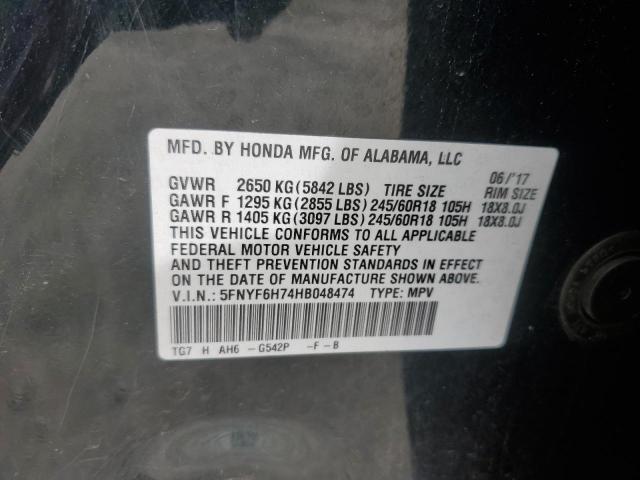 MFD. BY HONDA MFG. OF ALABAMA, LLC
06/'17
GVWR 2650 KG (5842 LBS) TIRE SIZE RIM SIZE
GAWR F 1295 KG (2855 LBS) 245/60R18 105H 18X8.0J
GAWR R 1405 KG (3097 LBS) 245/60R18 105H 18X8.0J
THIS VEHICLE CONFORMS TO ALL APPLICABLE
FEDERAL MOTOR VEHICLE SAFETY
AND THEFT PREVENTION STANDARDS IN EFFECT
ON THE DATE OF MANUFACTURE SHOWN ABOVE.
V.I.N.: 5FNYF6H74HB048474 TYPE: MPV
TG7 H AH6 -G542P -F-B